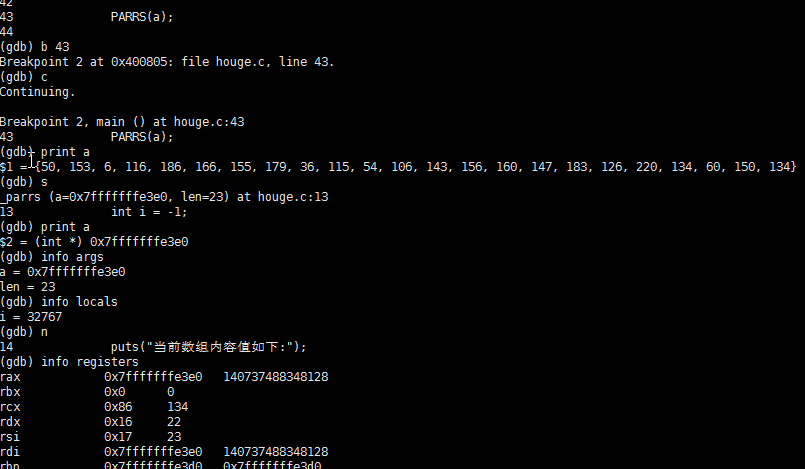 42
43 PARRS(a);
44
(gdb) b 43
Breakpoint 2 at 0x400805: file houge.c, line 43.
(gdb) c
Continuing.
Breakpoint 2, main () at houge.c:43
43 PARRS(a);
(gdb) print a
$1 = {50, 153, 6, 116, 186, 166, 155, 179, 36, 115, 54, 106, 143, 156, 160, 147, 183, 126, 220, 134, 60, 150, 134}
(gdb) s
_parrs (a=0x7fffffffe3e0, len=23) at houge.c:13
13 int i = -1;
(gdb) print a
$2 = (int *) 0x7fffffffe3e0
(gdb) info args
a = 0x7fffffffe3e0
len = 23
(gdb) info locals
i = 32767
(gdb) n
14 puts("当前数组内容值如下:");
(gdb) info registers
rax 0x7fffffffe3e0 140737488348128
rbx 0x0 0
rcx 0x86 134
rdx 0x16 22
rsi 0x17 23
rdi 0x7fffffffe3e0 140737488348128
rbp 0x7fffffffe3d0 0x7fffffffe3d0